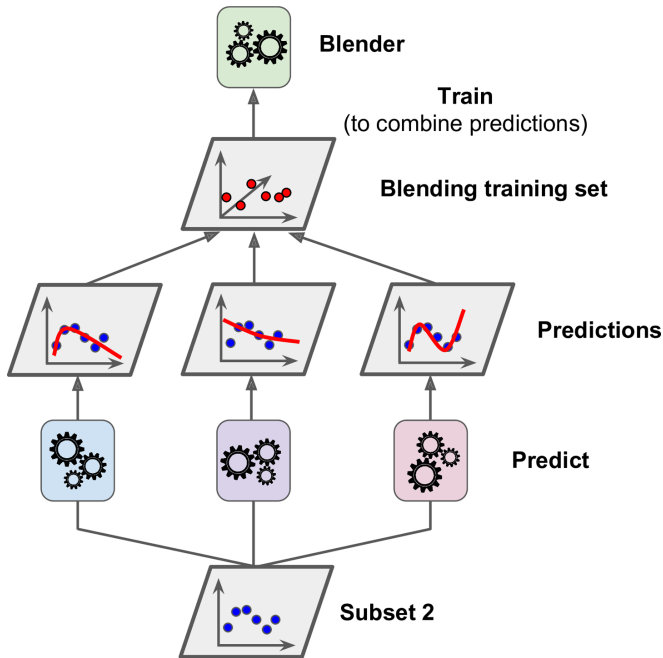 Blender
Train
(to combine predictions)
Blending training set
Predictions
Predict
Subset 2